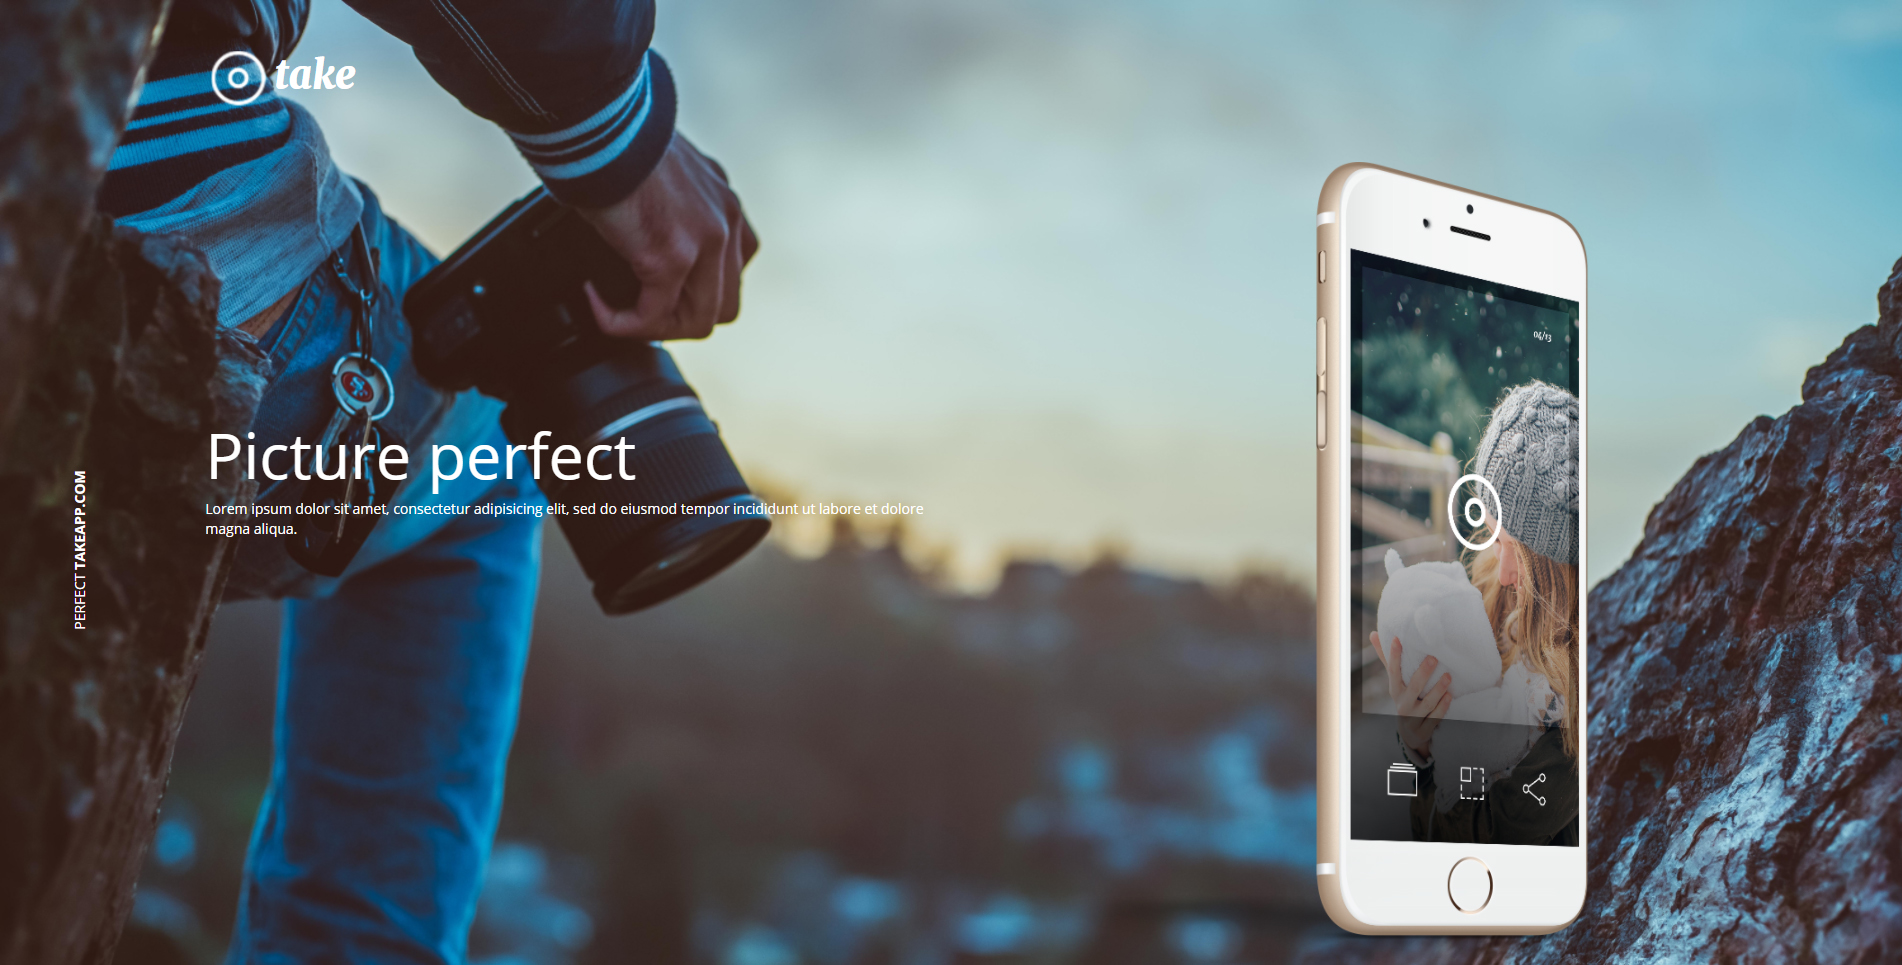 take
Picture perfect
Lorem ipsum dolor sit amet, consectetur adipisicing elit, sed do eiusmod tempor incididunt ut labore et dolore
magna aliqua.
PERFECT TAKEAPP.COM
04/13